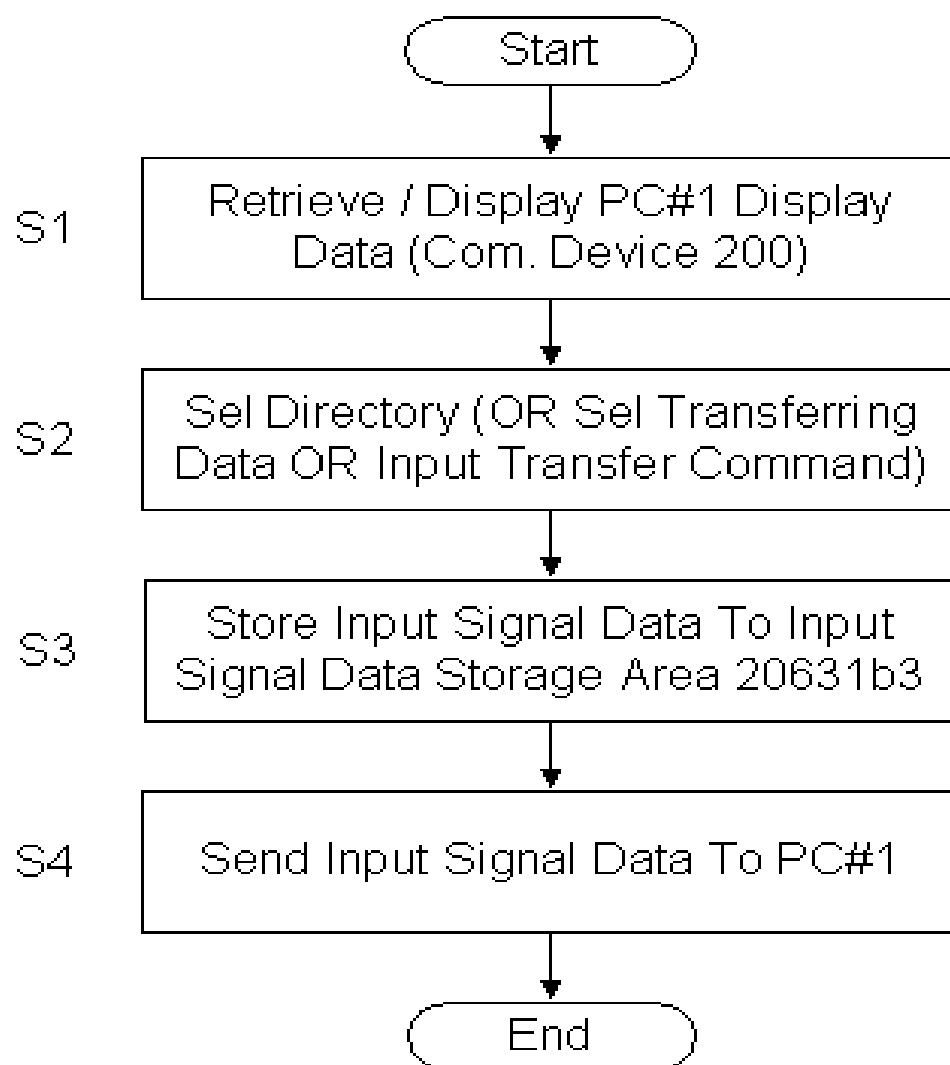 Start
S1
Retrieve / Display PC#1 Display
Data (Com. Device 200)
S2
Sel Directory (OR Sel Transferring
Data OR Input Transfer Command)
S3
Store Input Signal Data To Input
Signal Data Storage Area 20631b3
S4
Send Input Signal Data To PC#1
End